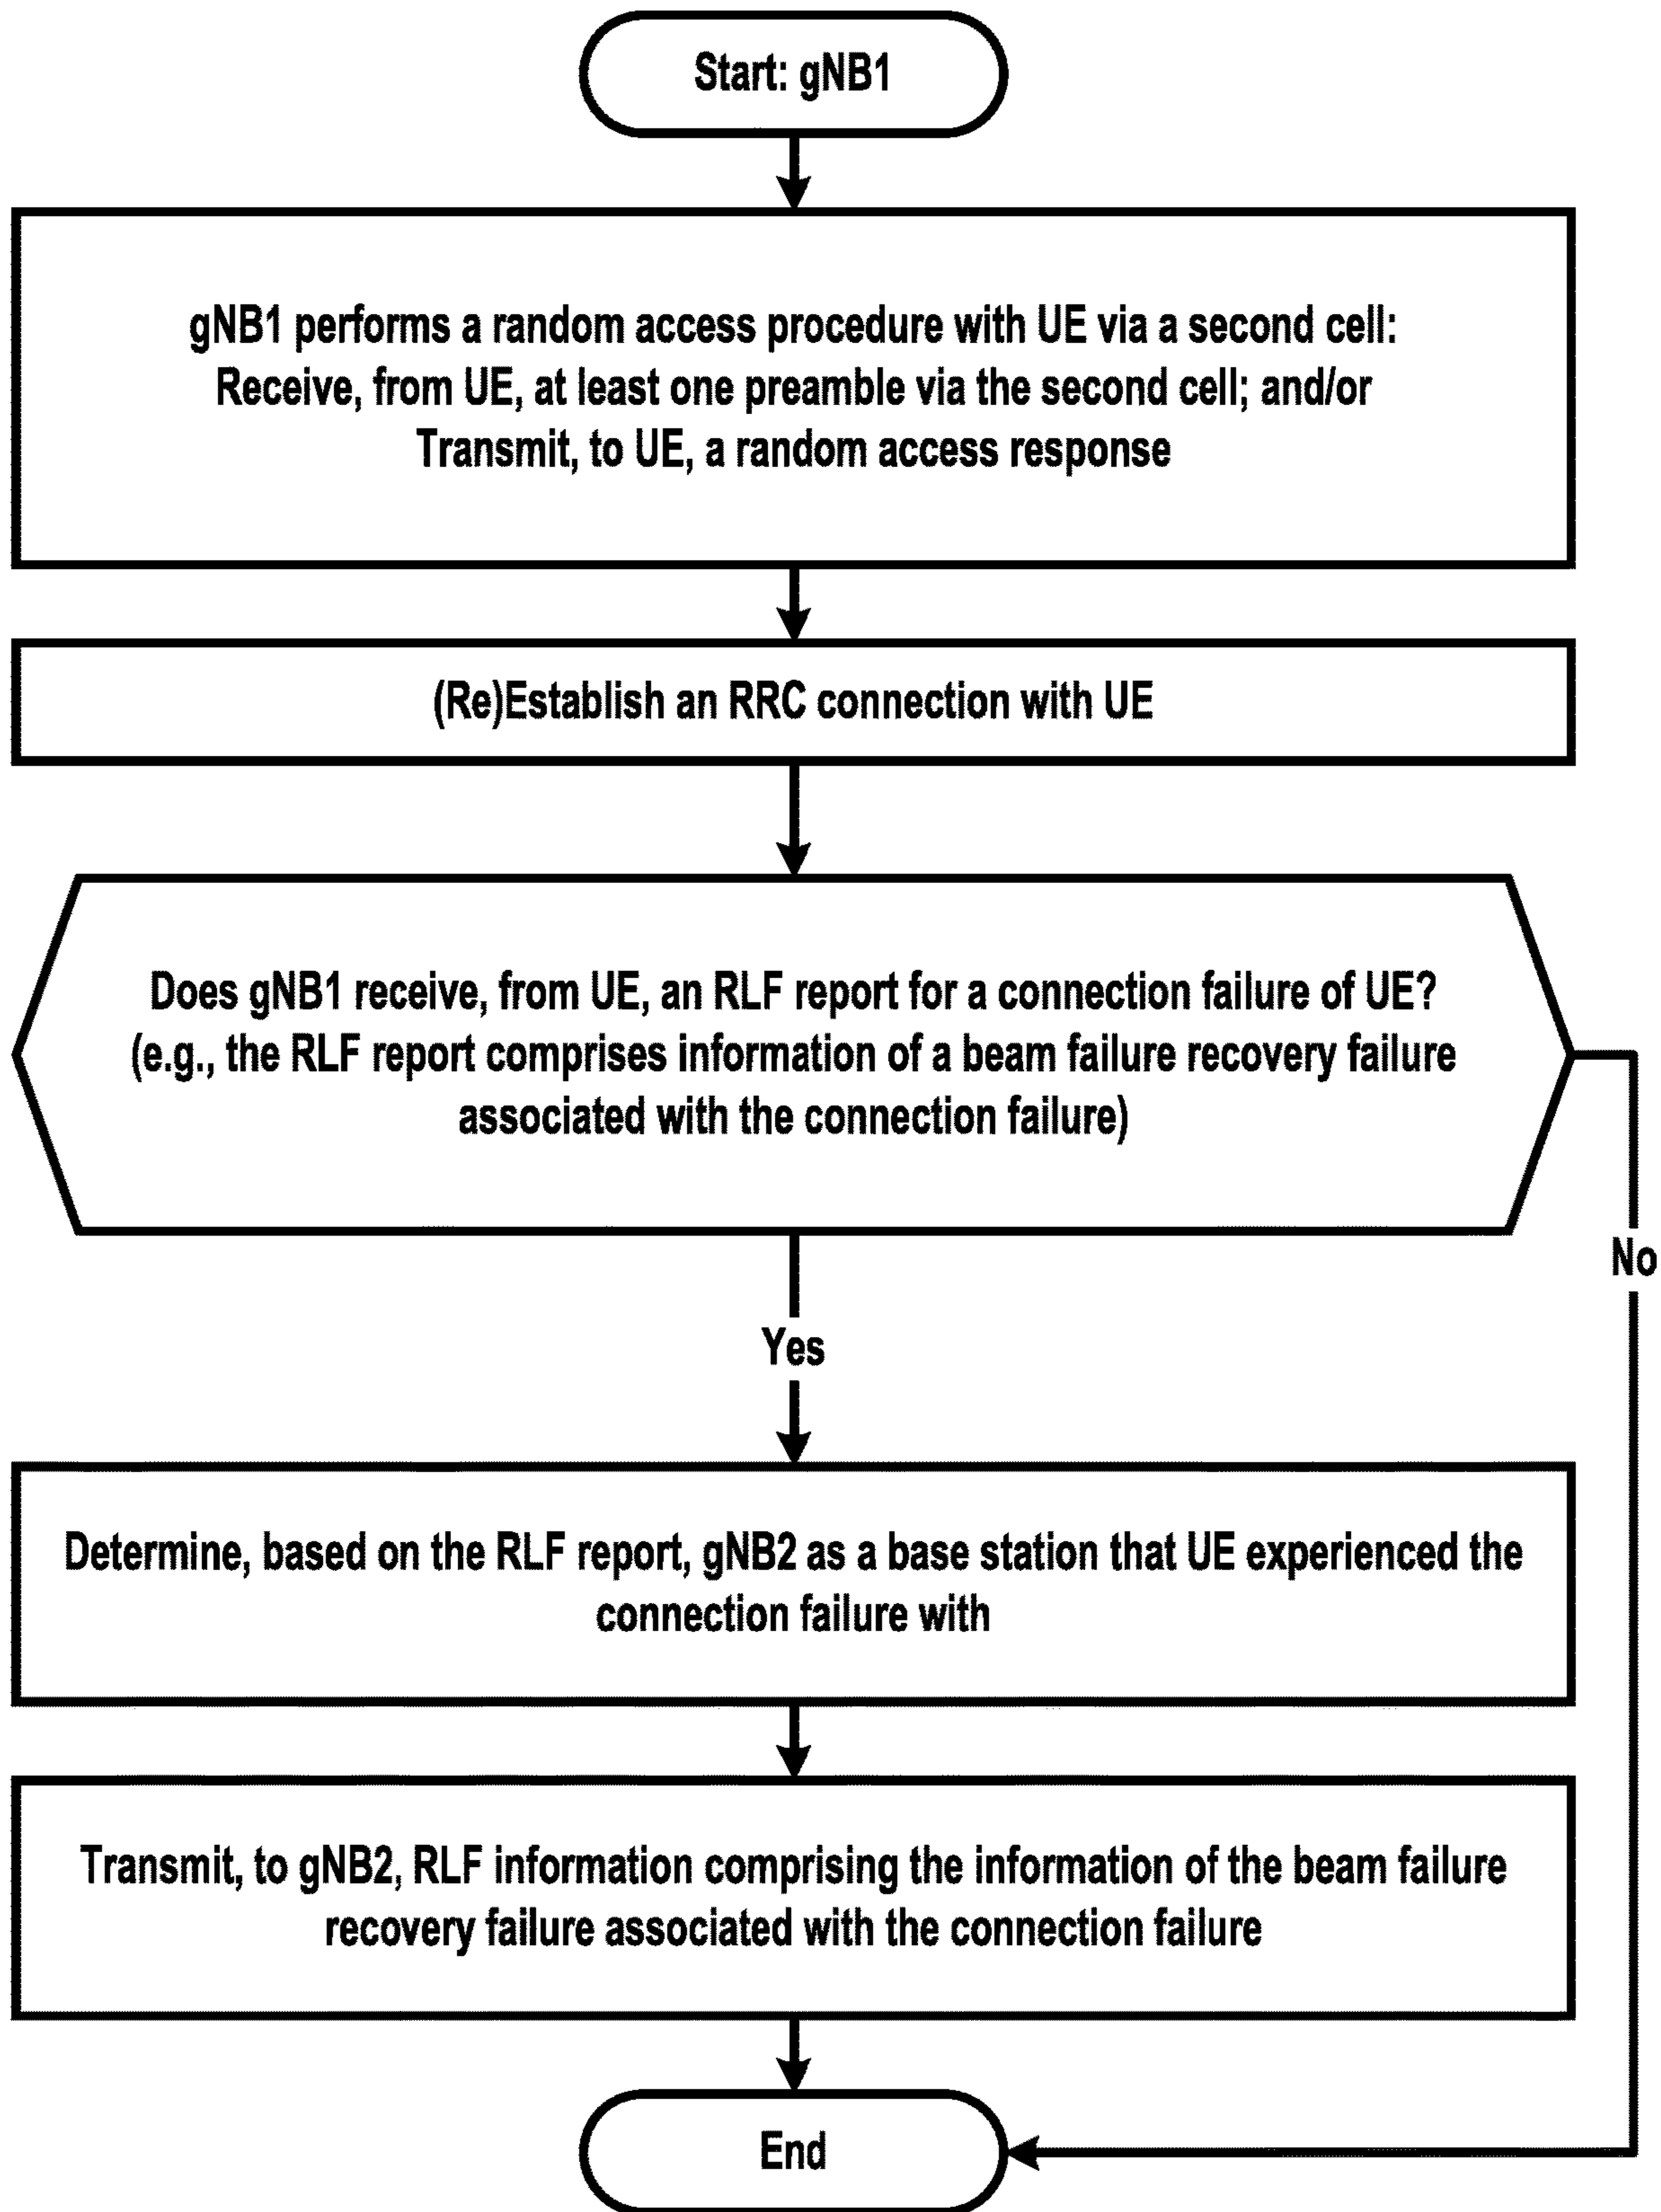 Start: gNB1
gNB1 performs a random access procedure with UE via a second cell:
Receive, from UE, at least one preamble via the second cell; and/or
Transmit, to UE, a random access response
(Re)Establish an RRC connection with UE
Does gNB1 receive, from UE, an RLF report for a connection failure of UE?
(e.g., the RLF report comprises information of a beam failure recovery failure
associated with the connection failure)
No
Yes
Determine, based on the RLF report, gNB2 as a base station that UE experienced the
connection failure with
Transmit, to gNB2, RLF information comprising the information of the beam failure
recovery failure associated with the connection failure
End